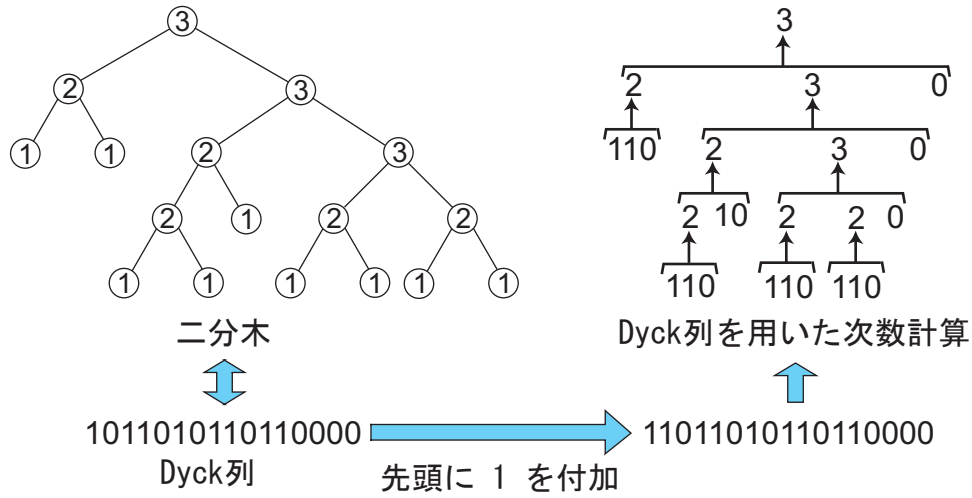 3
2 3
1 1 2 3
2 1 2 2
1 1 1 1 1 1
二分木
3
2 3 0
110 2 3 0
2 10 2 2 0
110 110 110
Dyck列を用いた次数計算
1011010110110000
Dyck列
先頭に 1 を付加
11011010110110000